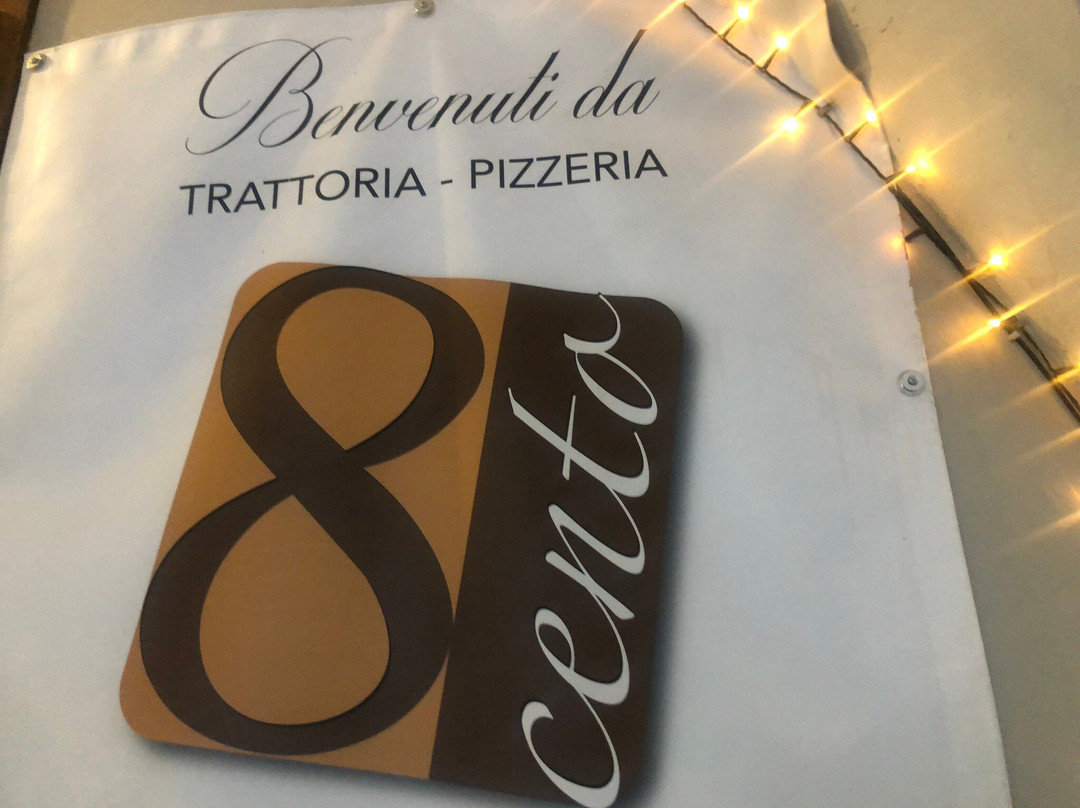 Benvenuti da
TRATTORIA - PIZZERIA
8
cento